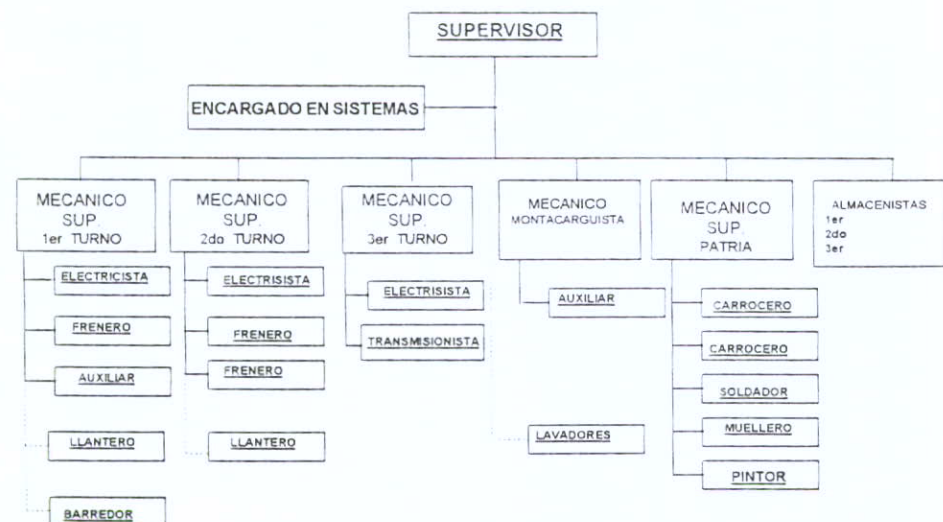 SUPERVISOR
ENCARGADO EN SISTEMAS
MECANICO
SUP.
1er TURNO
ELECTRICISTA
FRENERO
AUXILIAR
LLANTERO
BARREDOR
MECANICO
SUP.
2do TURNO
ELECTRISISTA
FRENERO
FRENERO
LLANTERO
MECANICO
SUP.
3er TURNO
ELECTRISISTA
TRANSMISIONISTA
LAVADORES
MECANICO
MONTACARGUISTA
AUXILIAR
MECANICO
SUP.
PATRIA
CARROCERO
CARROCERO
SOLDADOR
MUELLERO
PINTOR
ALMACENISTAS
1er
2do
3er